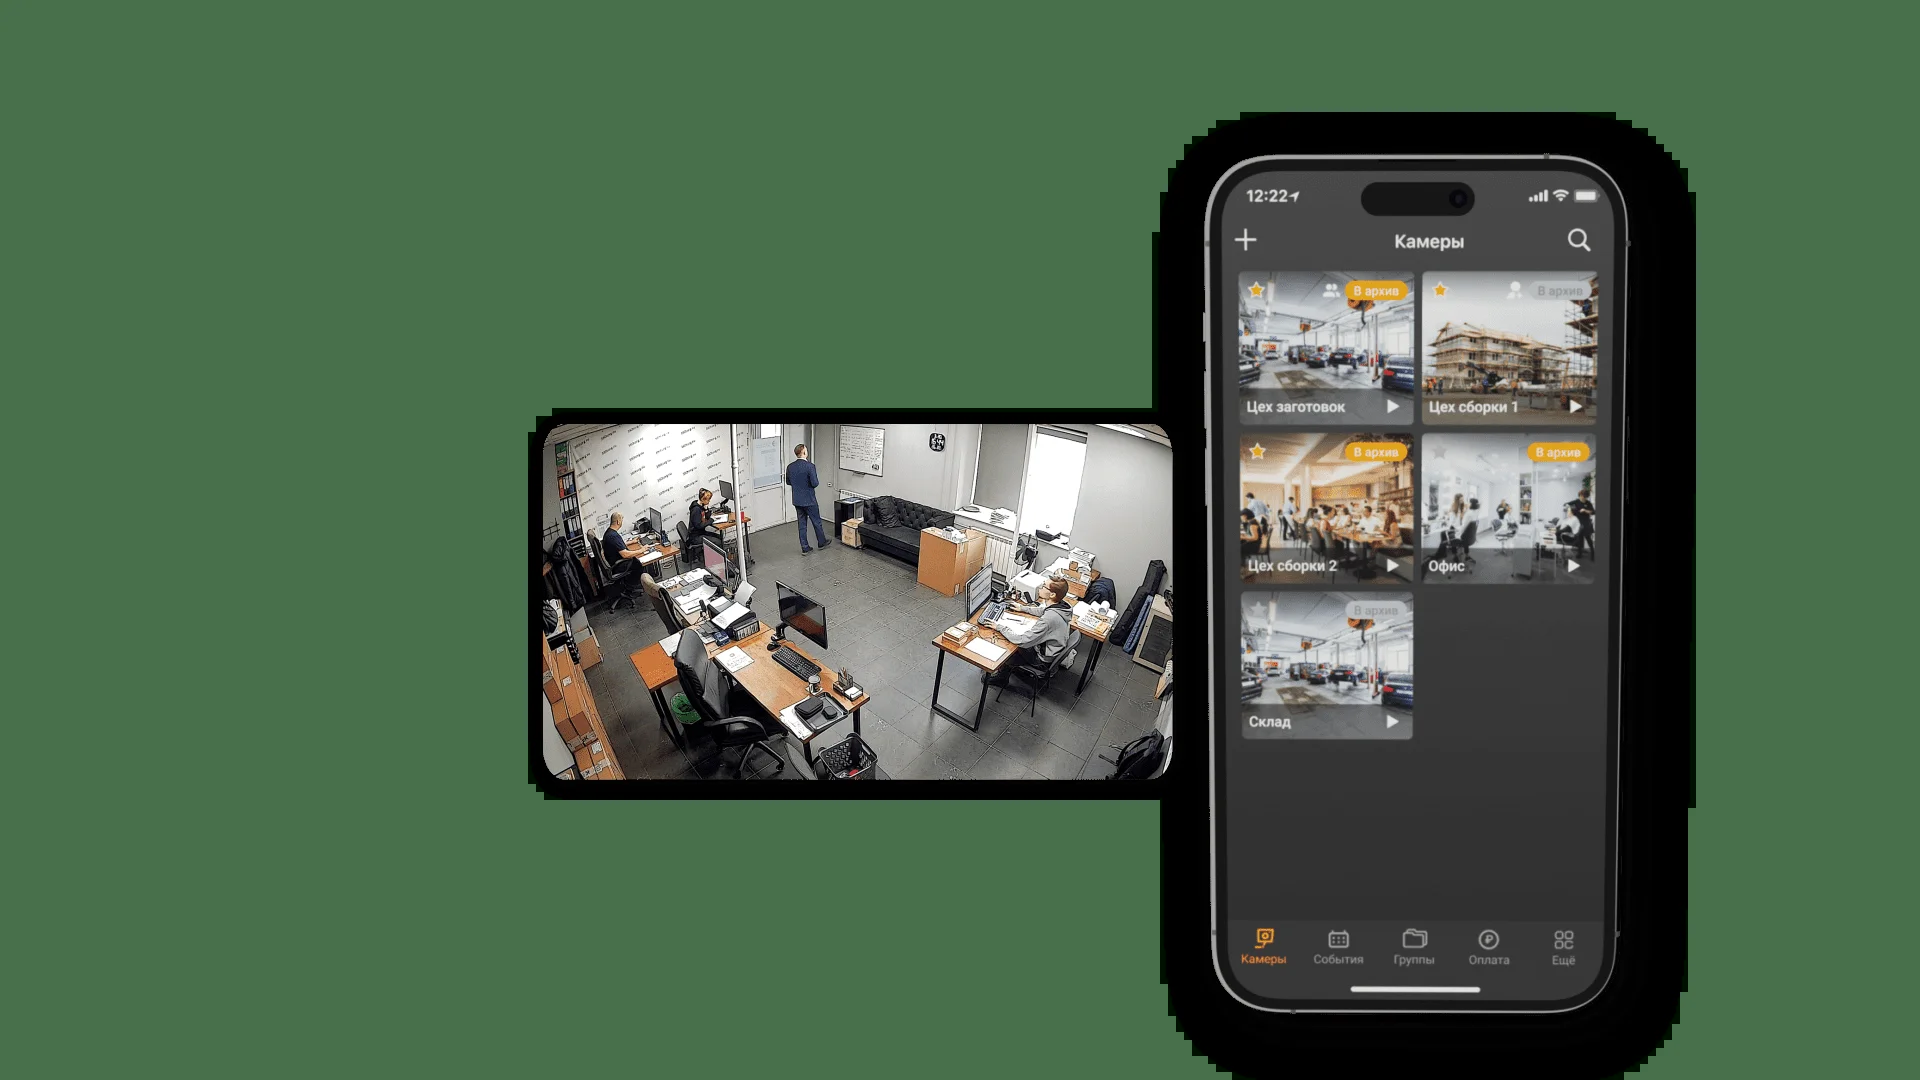 12:22
Камеры
В архив
В архив
Цех заготовок
Цех сборки 1
В архив
В архив
Цех сборки 2
Офис
В архив
Склад
Камеры
События
Группы
Оплата
Ещё